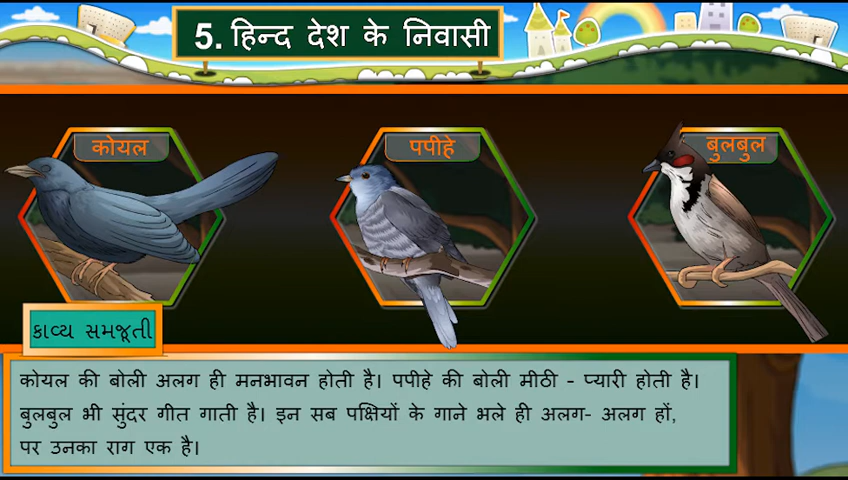 5. हिन्द देश के निवासी
कोयल
पपीहे
बुलबुल
કાવ્ય સમજૂતી
कोयल की बोली अलग ही मनभावन होती है। पपीहे की बोली मीठी - प्यारी होती है।
बुलबुल भी सुंदर गीत गाती है। इन सब पक्षियों के गाने भले ही अलग- अलग हों,
पर उनका राग एक है।